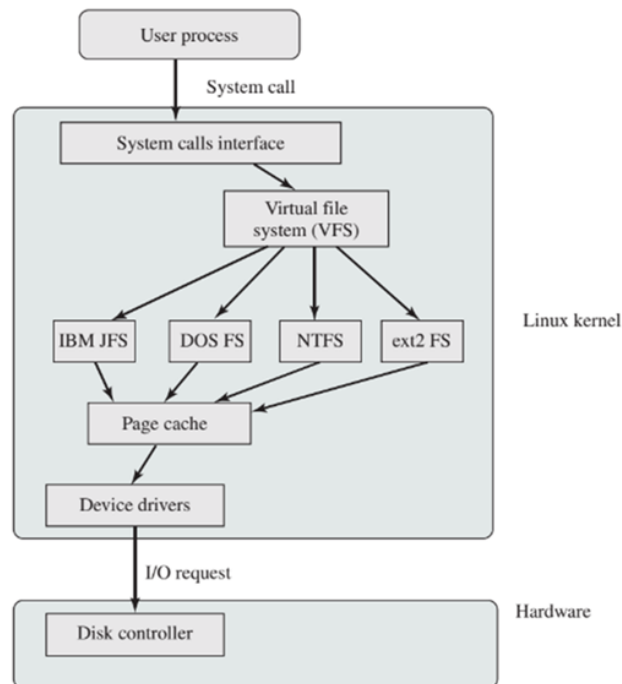 User process
System call
System calls interface
Virtual file
system (VFS)
IBM JFS
DOS FS
NTFS
ext2 FS
Linux kernel
Page cache
Device drivers
I/O request
Hardware
Disk controller